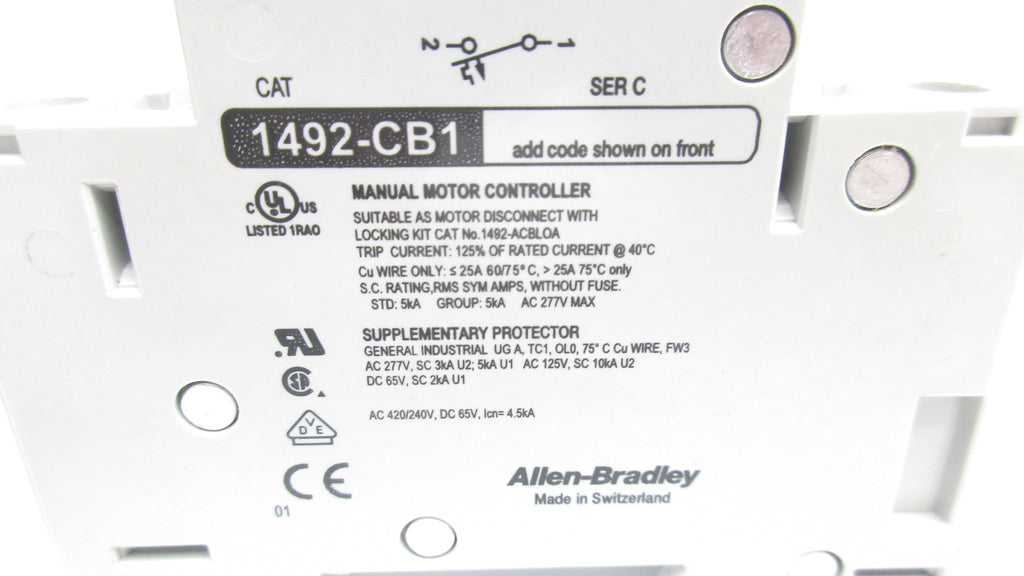 2 1
CAT SER C
1492-CB1 add code shown on front
C UL US
LISTED 1RAO
MANUAL MOTOR CONTROLLER
SUITABLE AS MOTOR DISCONNECT WITH
LOCKING KIT CAT No.1492-ACBLOA
TRIP CURRENT: 125% OF RATED CURRENT @ 40°C
Cu WIRE ONLY: ≤ 25A 60/75°C, > 25A 75°C only
S.C. RATING,RMS SYM AMPS, WITHOUT FUSE.
STD: 5kA GROUP: 5kA AC 277V MAX
SUPPLEMENTARY PROTECTOR
GENERAL INDUSTRIAL UG A, TC1, OL0, 75° C Cu WIRE, FW3
AC 277V, SC 3kA U2; 5kA U1 AC 125V, SC 10kA U2
DC 65V, SC 2kA U1
AC 420/240V, DC 65V, Icn= 4.5kA
DVE
CE
01
Allen-Bradley
Made in Switzerland